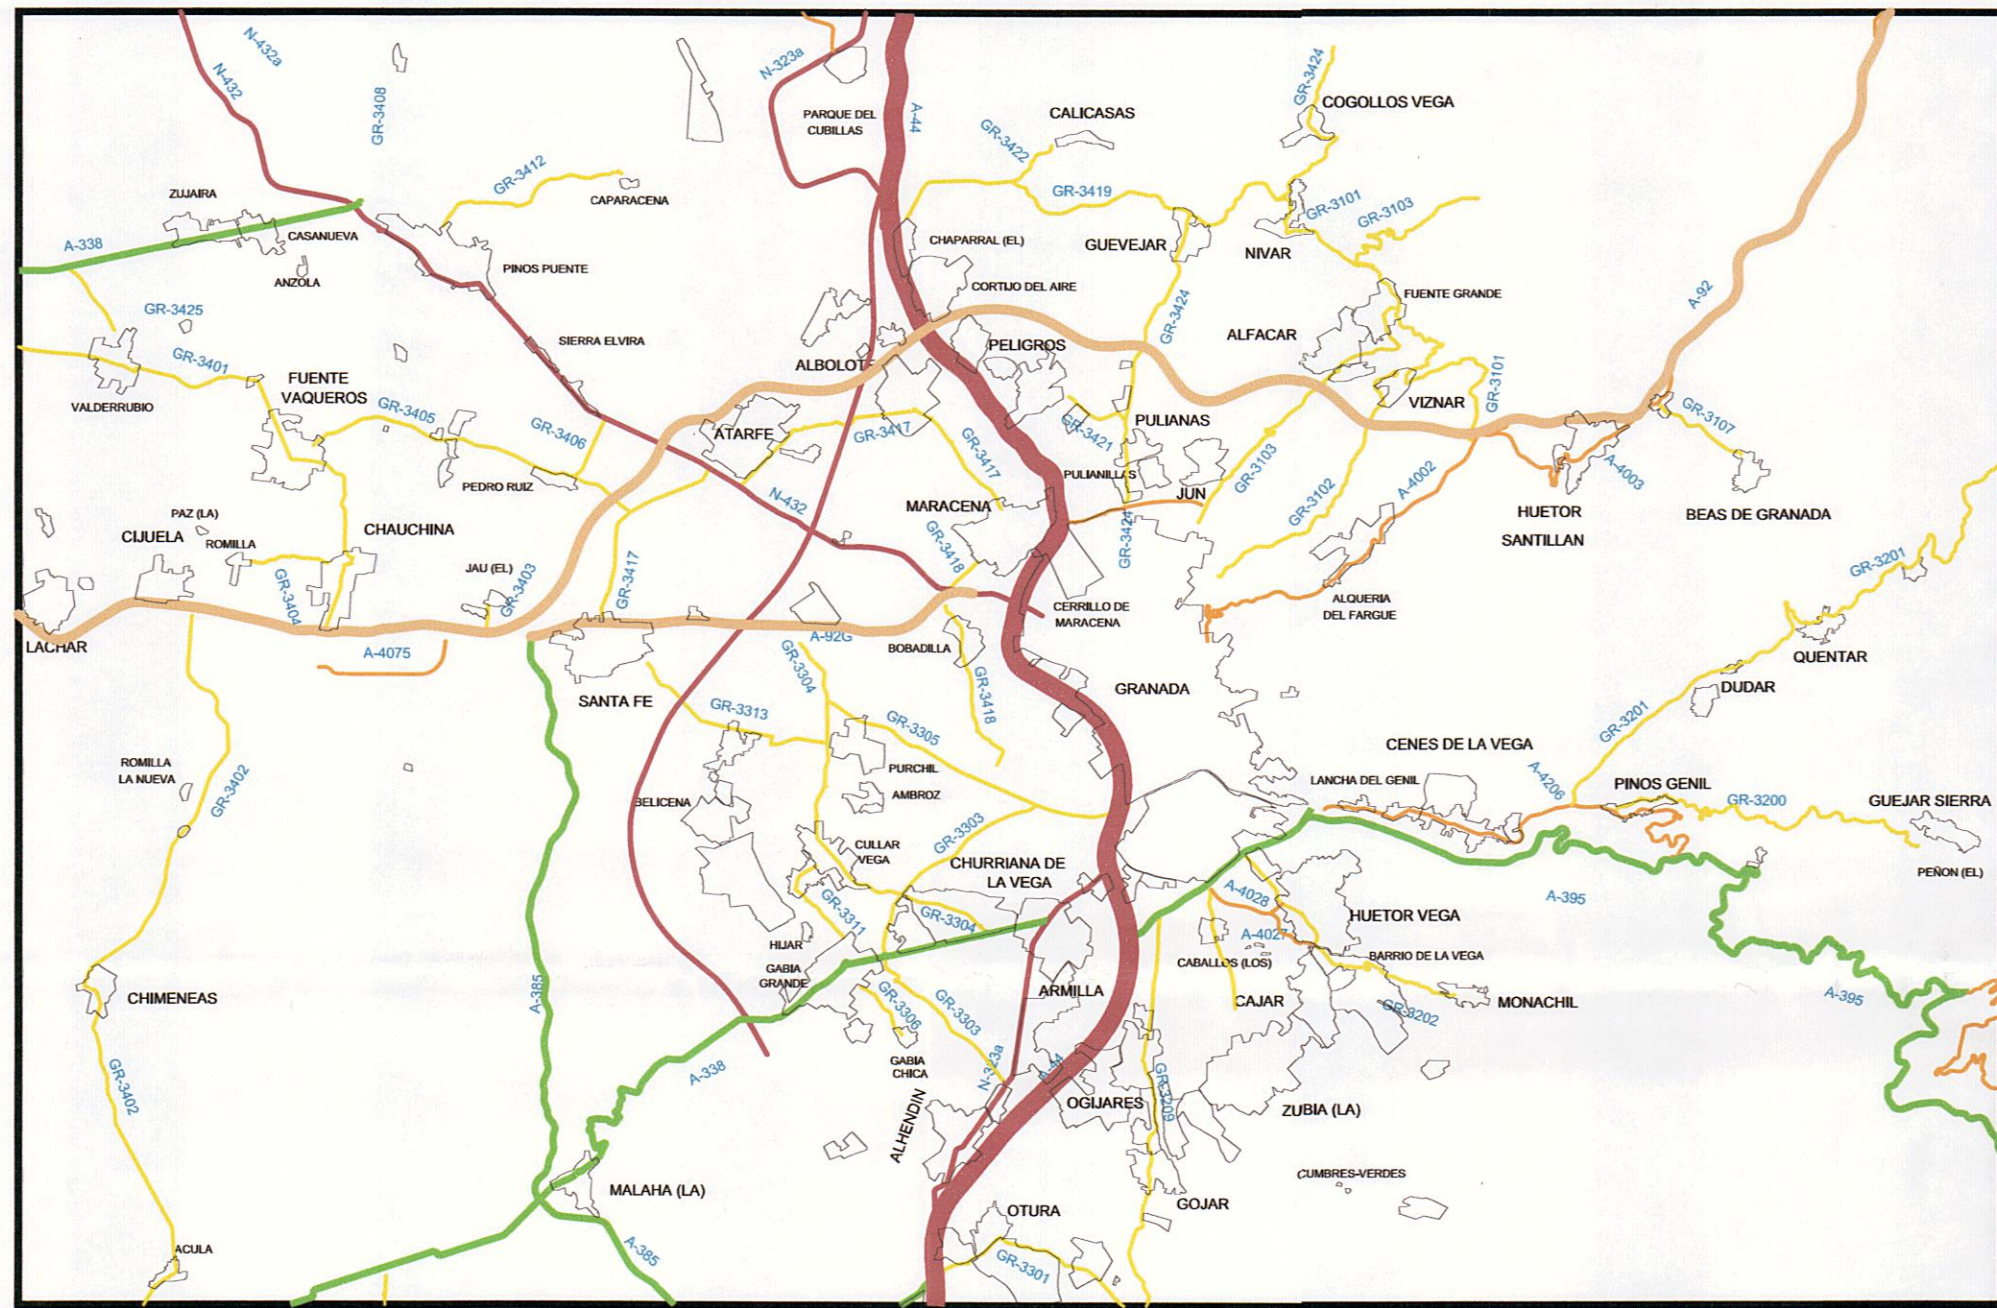 N-432a
N-432
GR-3408
N-323a
A-44
GR-3424
COGOLLOS VEGA
PARQUE DEL
CUBILLAS
CALICASAS
GR-3422
GR-3412
CAPARACENA
GR-3419
GR-3101
GR-3103
ZUJAIRA
CASANUEVA
A-338
ANZOLA
PINOS PUENTE
CHAPARRAL (EL)
GUEVEJAR
NIVAR
CORTIJO DEL AIRE
FUENTE GRANDE
A-92
GR-3425
GR-3424
SIERRA ELVIRA
ALFACAR
PELIGROS
ALBOLOTE
GR-3401
FUENTE
VAQUEROS
VALDERRUBIO
GR-3405
GR-3406
ATARFE
GR-3417
GR-3417
GR-3421
PULIANAS
VIZNAR
GR-3101
GR-3107
PEDRO RUIZ
PULIANILLAS
GR-3103
A-4002
A-4003
JUN
N-432
MARACENA
GR-3102
HUETOR
SANTILLAN
BEAS DE GRANADA
PAZ (LA)
CIJUELA
ROMILLA
CHAUCHINA
GR-3424
GR-3418
JAU (EL)
GR-3403
GR-3404
GR-3417
GR-3201
ALQUERIA
DEL FARGUE
CERRILLO DE
MARACENA
LACHAR
A-4075
A-92G
BOBADILLA
QUENTAR
GR-3304
SANTA FE
GRANADA
DUDAR
GR-3313
GR-3418
GR-3305
GR-3201
CENES DE LA VEGA
ROMILLA
LA NUEVA
GR-3402
PURCHIL
LANCHA DEL GENIL
A-4206
PINOS GENIL
AMBROZ
BELICENA
GR-3200
GUEJAR SIERRA
GR-3303
CULLAR
VEGA
CHURRIANA DE
LA VEGA
PEÑON (EL)
A-4028
A-395
GR-3311
GR-3304
HUETOR VEGA
A-4027
HIJAR
CABALLOS (LOS)
BARRIO DE LA VEGA
GABIA
GRANDE
ARMILLA
CAJAR
MONACHIL
A-395
CHIMENEAS
A-385
GR-3306
GR-3303
GR-3202
GABIA
CHICA
N-323a
A-44
A-338
GR-3402
GR-3209
OGIJARES
ZUBIA (LA)
ALHENDIN
CUMBRES-VERDES
MALAHA (LA)
GOJAR
OTURA
ACULA
A-385
GR-3301